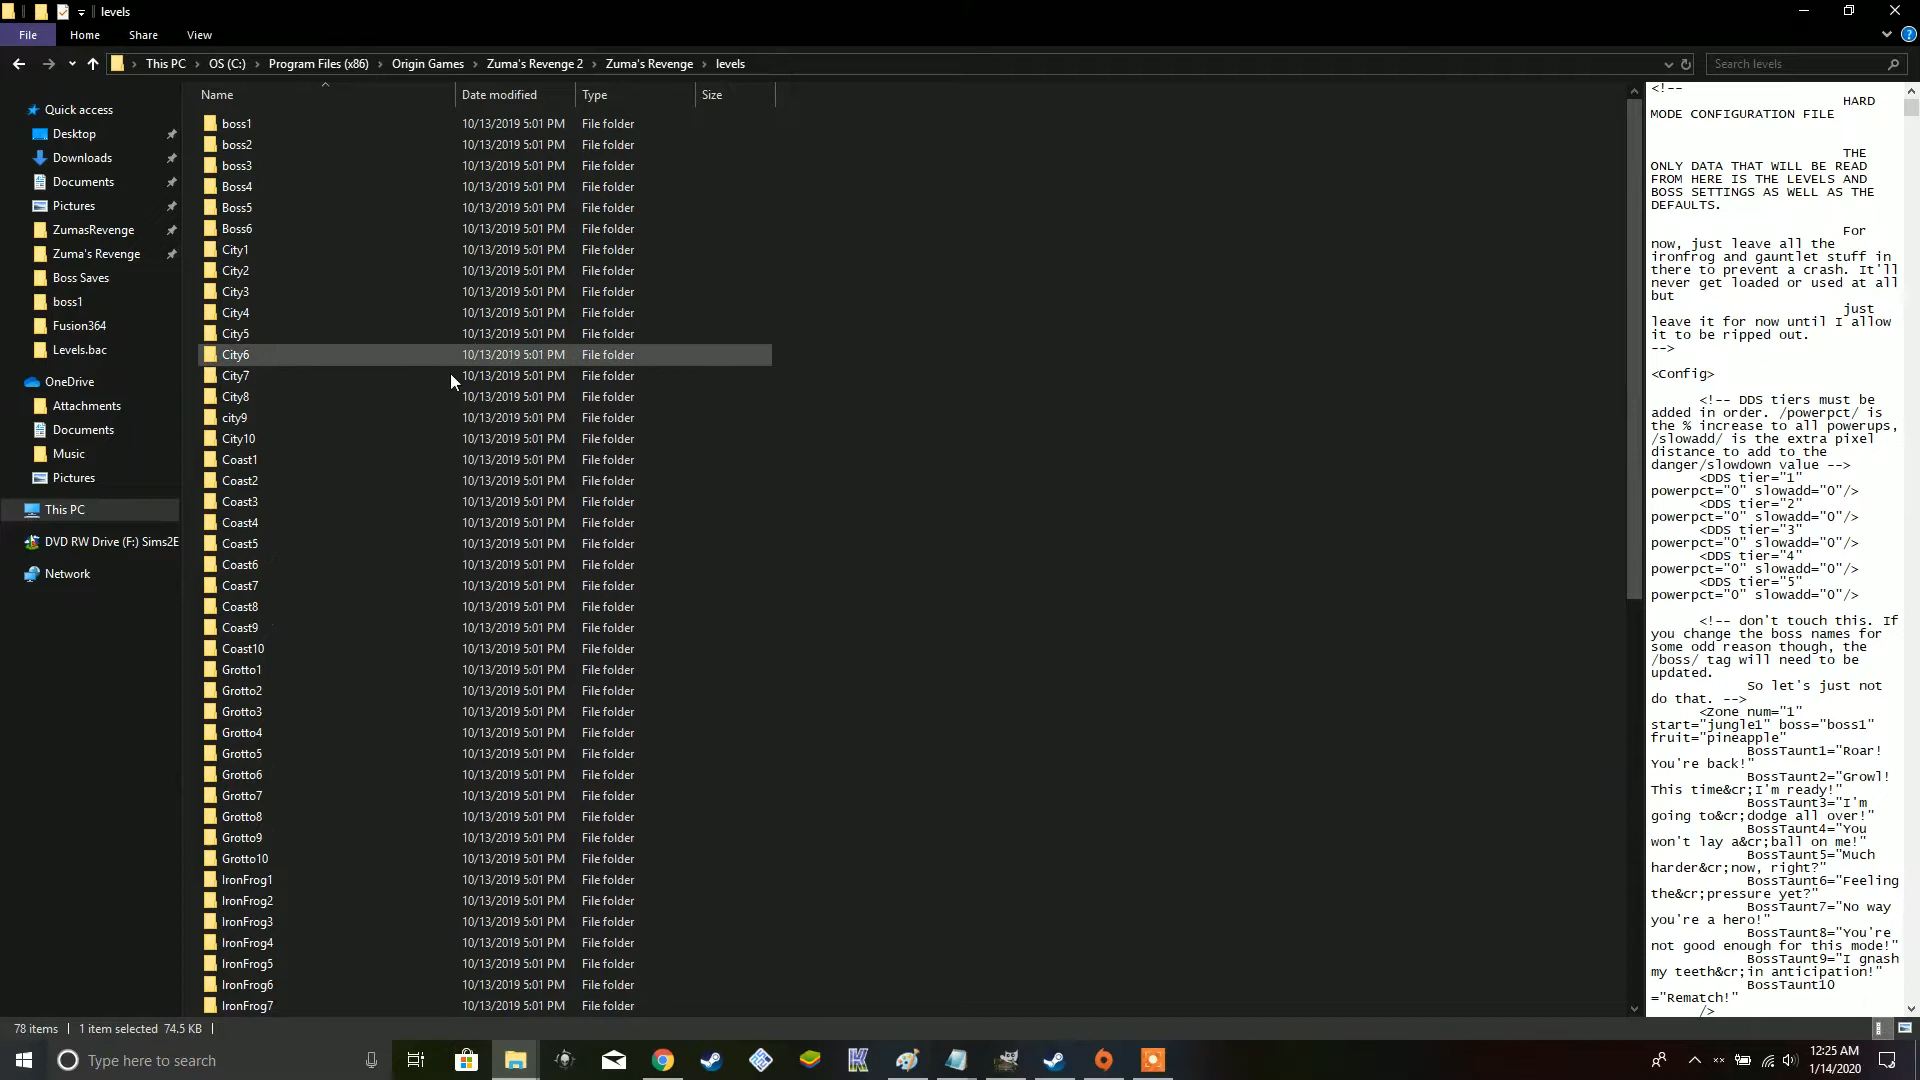 levels
File Home Share View
This PC > OS (C:) > Program Files (x86) > Origin Games > Zuma's Revenge 2 > Zuma's Revenge > levels
Search levels
Quick access
Desktop
Downloads
Documents
Pictures
ZumasRevenge
Zuma's Revenge
Boss Saves
boss1
Fusion364
Levels.bac
OneDrive
Attachments
Documents
Music
Pictures
This PC
DVD RW Drive (F:) Sims2E
Network
Name Date modified Type Size
boss1 10/13/2019 5:01 PM File folder
boss2 10/13/2019 5:01 PM File folder
boss3 10/13/2019 5:01 PM File folder
Boss4 10/13/2019 5:01 PM File folder
Boss5 10/13/2019 5:01 PM File folder
Boss6 10/13/2019 5:01 PM File folder
City1 10/13/2019 5:01 PM File folder
City2 10/13/2019 5:01 PM File folder
City3 10/13/2019 5:01 PM File folder
City4 10/13/2019 5:01 PM File folder
City5 10/13/2019 5:01 PM File folder
City6 10/13/2019 5:01 PM File folder
City7 10/13/2019 5:01 PM File folder
City8 10/13/2019 5:01 PM File folder
city9 10/13/2019 5:01 PM File folder
City10 10/13/2019 5:01 PM File folder
Coast1 10/13/2019 5:01 PM File folder
Coast2 10/13/2019 5:01 PM File folder
Coast3 10/13/2019 5:01 PM File folder
Coast4 10/13/2019 5:01 PM File folder
Coast5 10/13/2019 5:01 PM File folder
Coast6 10/13/2019 5:01 PM File folder
Coast7 10/13/2019 5:01 PM File folder
Coast8 10/13/2019 5:01 PM File folder
Coast9 10/13/2019 5:01 PM File folder
Coast10 10/13/2019 5:01 PM File folder
Grotto1 10/13/2019 5:01 PM File folder
Grotto2 10/13/2019 5:01 PM File folder
Grotto3 10/13/2019 5:01 PM File folder
Grotto4 10/13/2019 5:01 PM File folder
Grotto5 10/13/2019 5:01 PM File folder
Grotto6 10/13/2019 5:01 PM File folder
Grotto7 10/13/2019 5:01 PM File folder
Grotto8 10/13/2019 5:01 PM File folder
Grotto9 10/13/2019 5:01 PM File folder
Grotto10 10/13/2019 5:01 PM File folder
IronFrog1 10/13/2019 5:01 PM File folder
IronFrog2 10/13/2019 5:01 PM File folder
IronFrog3 10/13/2019 5:01 PM File folder
IronFrog4 10/13/2019 5:01 PM File folder
IronFrog5 10/13/2019 5:01 PM File folder
IronFrog6 10/13/2019 5:01 PM File folder
IronFrog7 10/13/2019 5:01 PM File folder
<!--
HARD
MODE CONFIGURATION FILE
THE
ONLY DATA THAT WILL BE READ
FROM HERE IS THE LEVELS AND
BOSS SETTINGS AS WELL AS THE
DEFAULTS.
For
now, just leave all the
ironfrog and gauntlet stuff in
there to prevent a crash. It'll
never get loaded or used at all
but
just
leave it for now until I allow
it to be ripped out.
-->
<Config>
<!-- DDS tiers must be
added in order. /powerpct/ is
the % increase to all powerups,
/slowadd/ is the extra pixel
distance to add to the
danger/slowdown value -->
<DDS tier="1"
powerpct="0" slowadd="0"/>
<DDS tier="2"
powerpct="0" slowadd="0"/>
<DDS tier="3"
powerpct="0" slowadd="0"/>
<DDS tier="4"
powerpct="0" slowadd="0"/>
<DDS tier="5"
powerpct="0" slowadd="0"/>
<!-- don't touch this. If
you change the boss names for
some odd reason though, the
/boss/ tag will need to be
updated.
So let's just not
do that. -->
<Zone num="1"
start="jungle1" boss="boss1"
fruit="pineapple"
BossTaunt1="Roar!
You're back!"
BossTaunt2="Growl!
This time&cr;I'm ready!"
BossTaunt3="I'm
going to&cr;dodge all over!"
BossTaunt4="You
won't lay a&cr;ball on me!"
BossTaunt5="Much
harder&cr;now, right?"
BossTaunt6="Feeling
the&cr;pressure yet?"
BossTaunt7="No way
you're a hero!"
BossTaunt8="You're
not good enough for this mode!"
BossTaunt9="I gnash
my teeth&cr;in anticipation!"
BossTaunt10
="Rematch!"
/>
78 items 1 item selected 74.5 KB
Type here to search
12:25 AM
1/14/2020